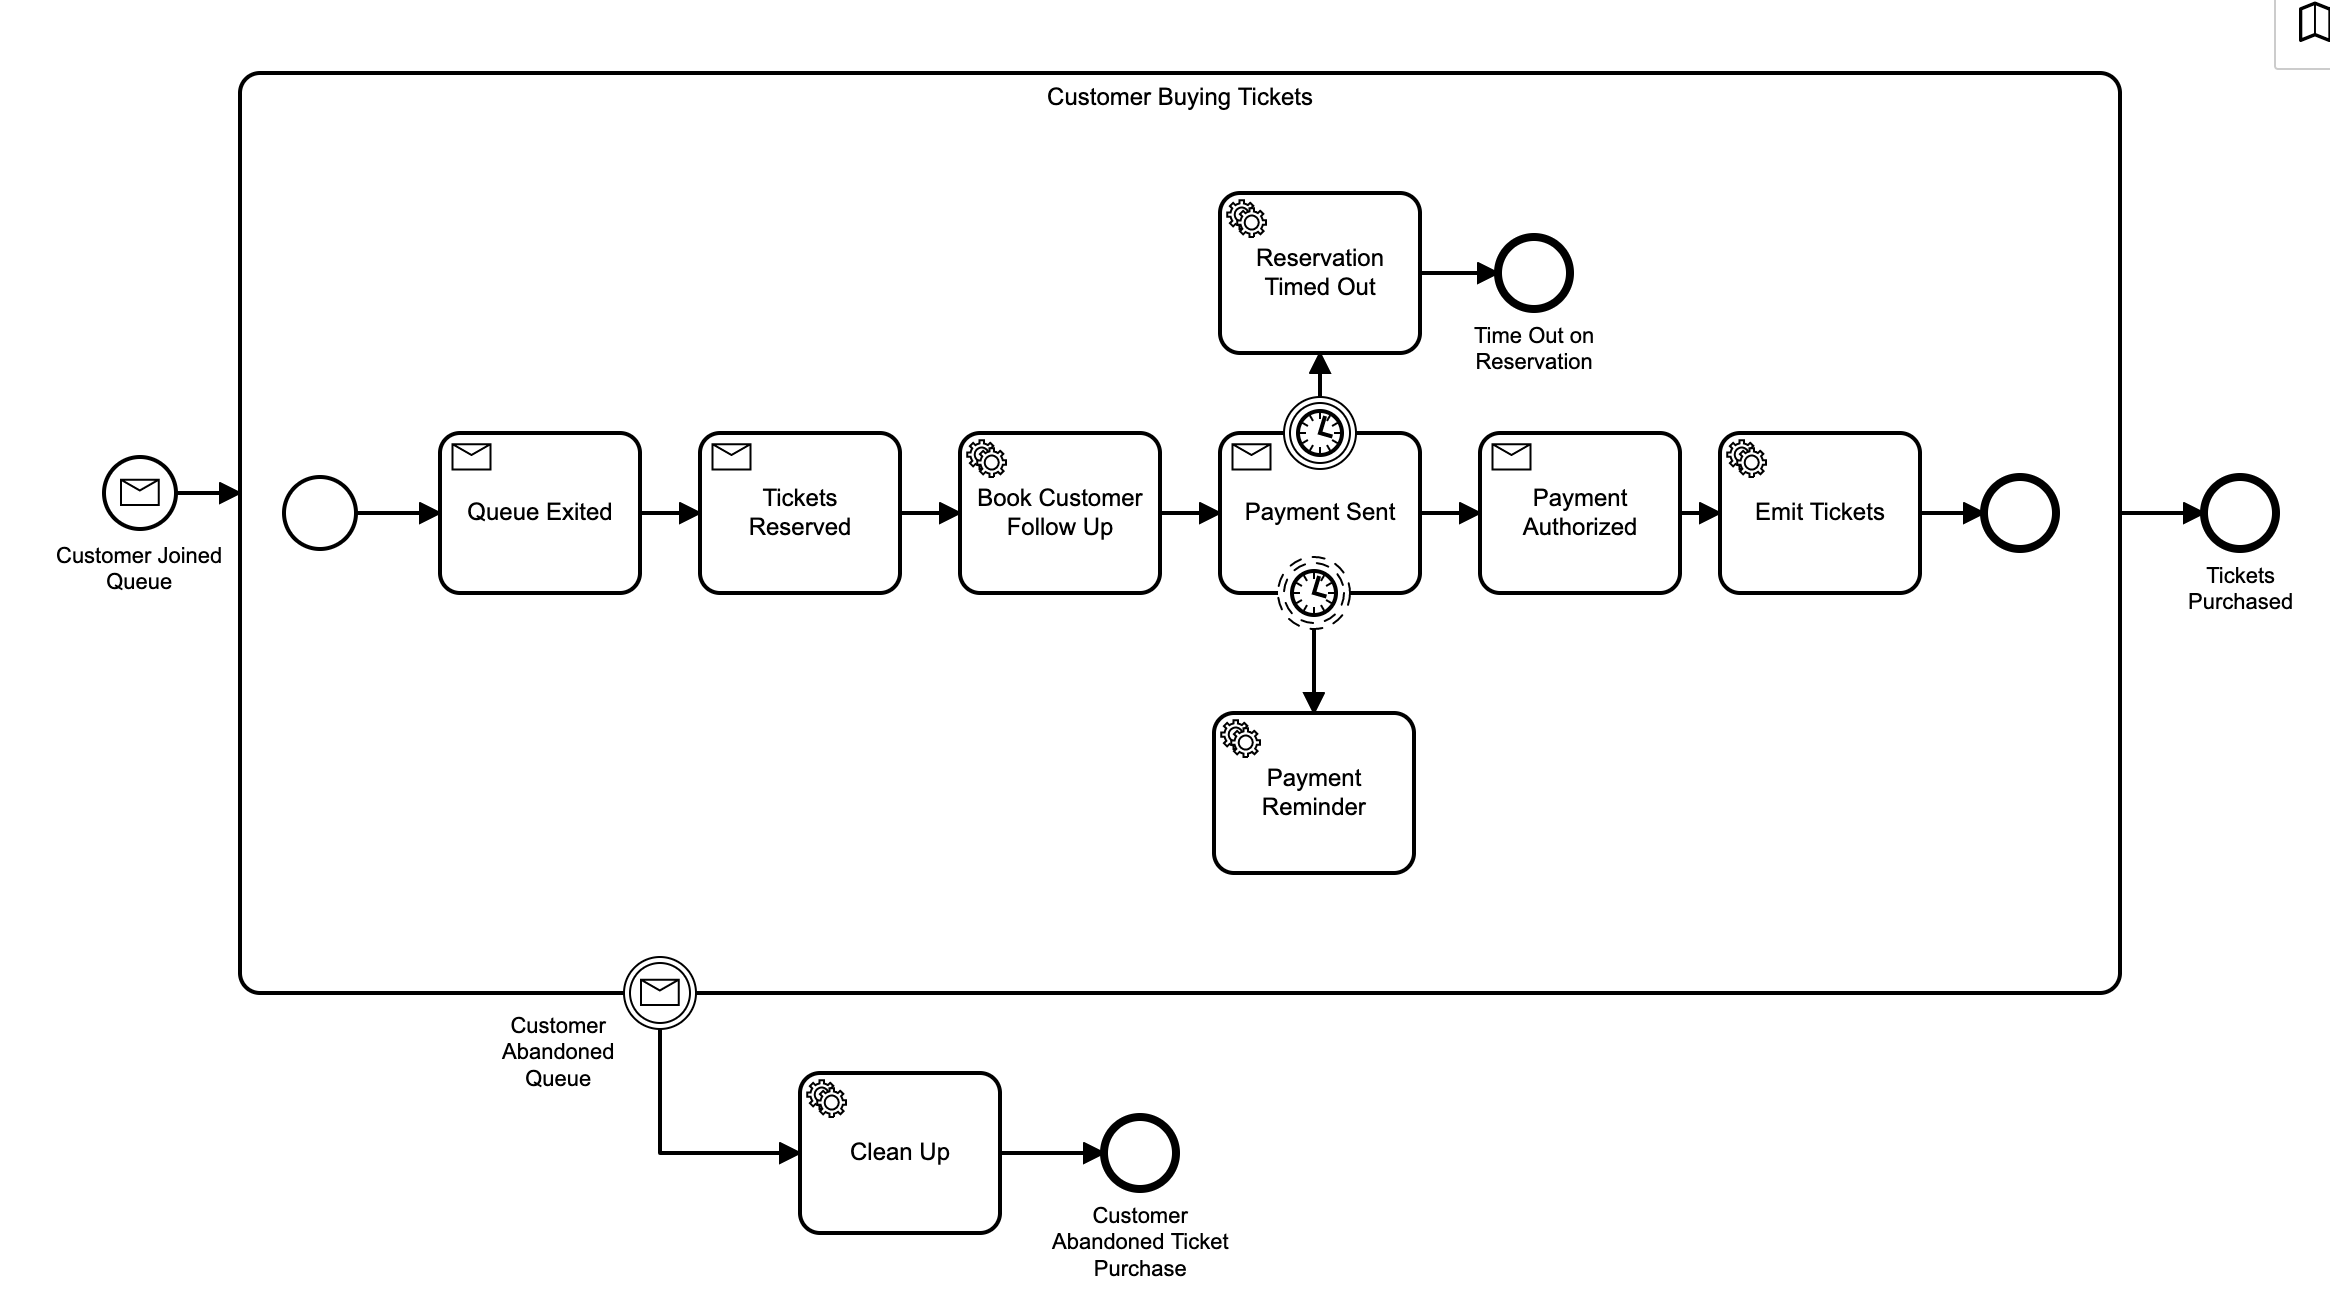 Customer Buying Tickets
Reservation
Timed Out
Time Out on
Reservation
Customer Joined
Queue
Queue Exited
Tickets
Reserved
Book Customer
Follow Up
Payment Sent
Payment
Authorized
Emit Tickets
Tickets
Purchased
Payment
Reminder
Customer
Abandoned
Queue
Clean Up
Customer
Abandoned Ticket
Purchase